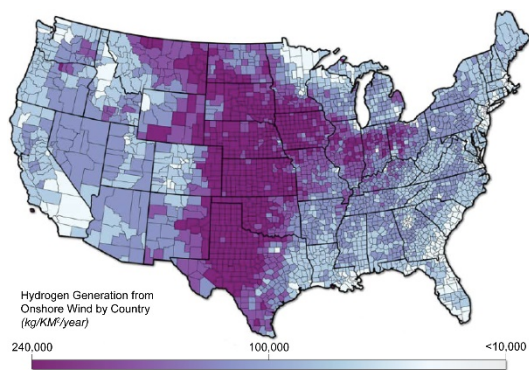 Hydrogen Generation from
Onshore Wind by Country
(kg/KM²/year)
240,000 100,000 <10,000